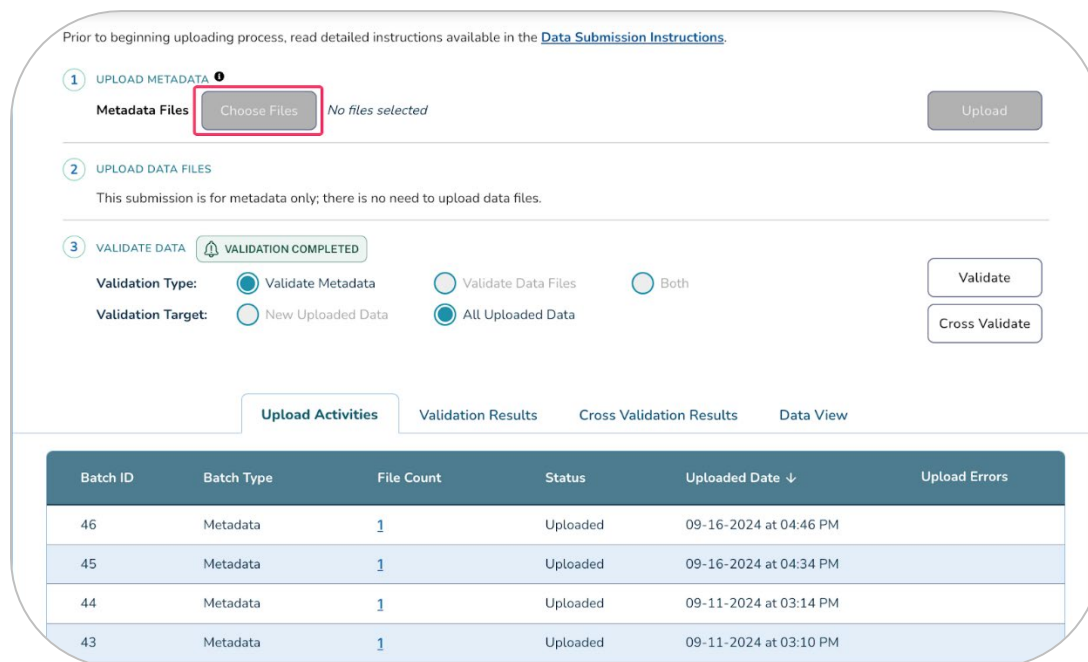 Prior to beginning uploading process, read detailed instructions available in the Data Submission Instructions.
1 UPLOAD METADATA i
Metadata Files Choose Files No files selected Upload
2 UPLOAD DATA FILES
This submission is for metadata only; there is no need to upload data files.
3 VALIDATE DATA VALIDATION COMPLETED
Validation Type: Validate Metadata Validate Data Files Both Validate
Validation Target: New Uploaded Data All Uploaded Data Cross Validate
Upload Activities Validation Results Cross Validation Results Data View
Batch ID Batch Type File Count Status Uploaded Date ↓ Upload Errors
46 Metadata 1 Uploaded 09-16-2024 at 04:46 PM
45 Metadata 1 Uploaded 09-16-2024 at 04:34 PM
44 Metadata 1 Uploaded 09-11-2024 at 03:14 PM
43 Metadata 1 Uploaded 09-11-2024 at 03:10 PM